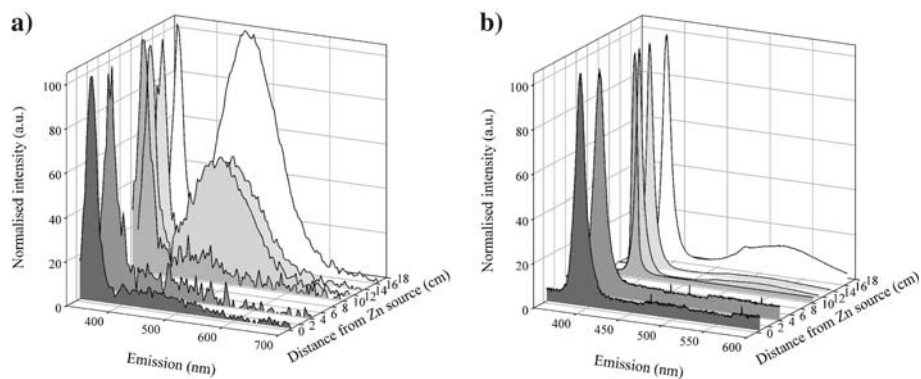 a)
Normalised intensity (a.u.)
100
80
60
40
20
0
400
500
600
700
Emission (nm)
0 2 4 6 8 10 12 14 16 18
Distance from Zn source (cm)
b)
Normalised intensity (a.u.)
100
80
60
40
20
0
400
450
500
550
600
Emission (nm)
0 2 4 6 8 10 12 14 16 18
Distance from Zn source (cm)